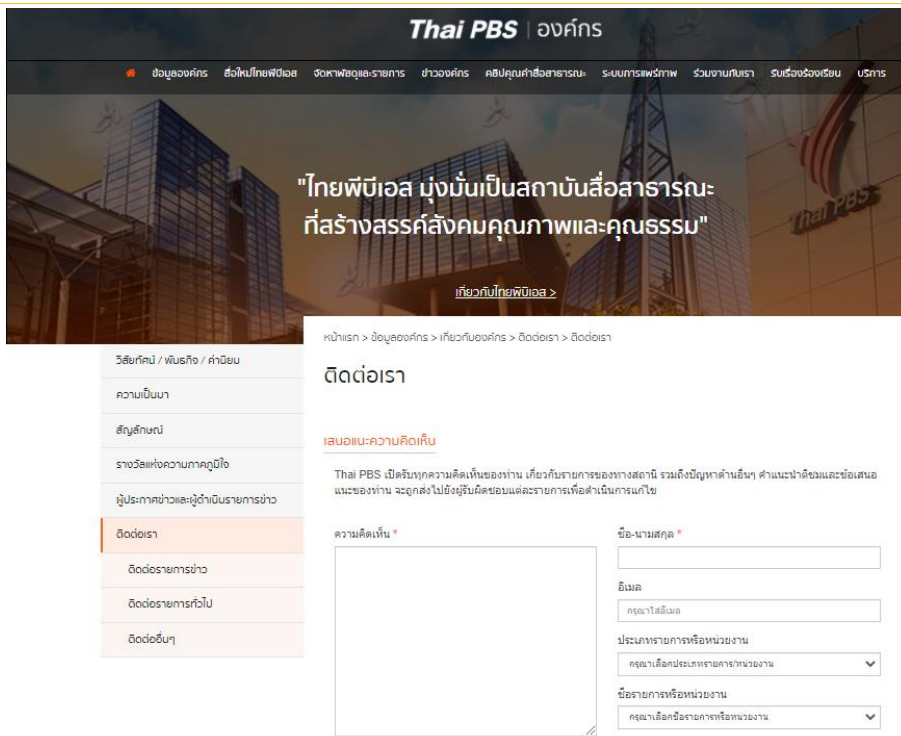 Thai PBS | องค์กร
ข้อมูลองค์กร สื่อใหม่ไทยพีบีเอส จัดหาพัสดุและรายการ ข่าวองค์กร คลิปคุณค่าสื่อสาธารณะ ระบบการแพร่ภาพ ร่วมงานกับเรา รับเรื่องร้องเรียน บริการ
"ไทยพีบีเอส มุ่งมั่นเป็นสถาบันสื่อสาธารณะ
ที่สร้างสรรค์สังคมคุณภาพและคุณธรรม"
Thai PBS
เกี่ยวกับไทยพีบีเอส >
หน้าแรก > ข้อมูลองค์กร > เกี่ยวกับองค์กร > ติดต่อเรา > ติดต่อเรา
วิสัยทัศน์ / พันธกิจ / ค่านิยม
ความเป็นมา
สัญลักษณ์
รางวัลแห่งความภาคภูมิใจ
ผู้ประกาศข่าวและผู้ดำเนินรายการข่าว
ติดต่อเรา
ติดต่อรายการข่าว
ติดต่อรายการทั่วไป
ติดต่ออื่นๆ
ติดต่อเรา
เสนอแนะความคิดเห็น
Thai PBS เปิดรับทุกความคิดเห็นของท่าน เกี่ยวกับรายการของทางสถานี รวมถึงปัญหาด้านอื่นๆ คำแนะนำติชมและข้อเสนอ
แนะของท่าน จะถูกส่งไปยังผู้รับผิดชอบแต่ละรายการเพื่อดำเนินการแก้ไข
ความคิดเห็น *
ชื่อ-นามสกุล *
อีเมล
กรุณาใส่อีเมล
ประเภทรายการหรือหน่วยงาน
กรุณาเลือกประเภทรายการ/หน่วยงาน
ชื่อรายการหรือหน่วยงาน
กรุณาเลือกชื่อรายการหรือหน่วยงาน